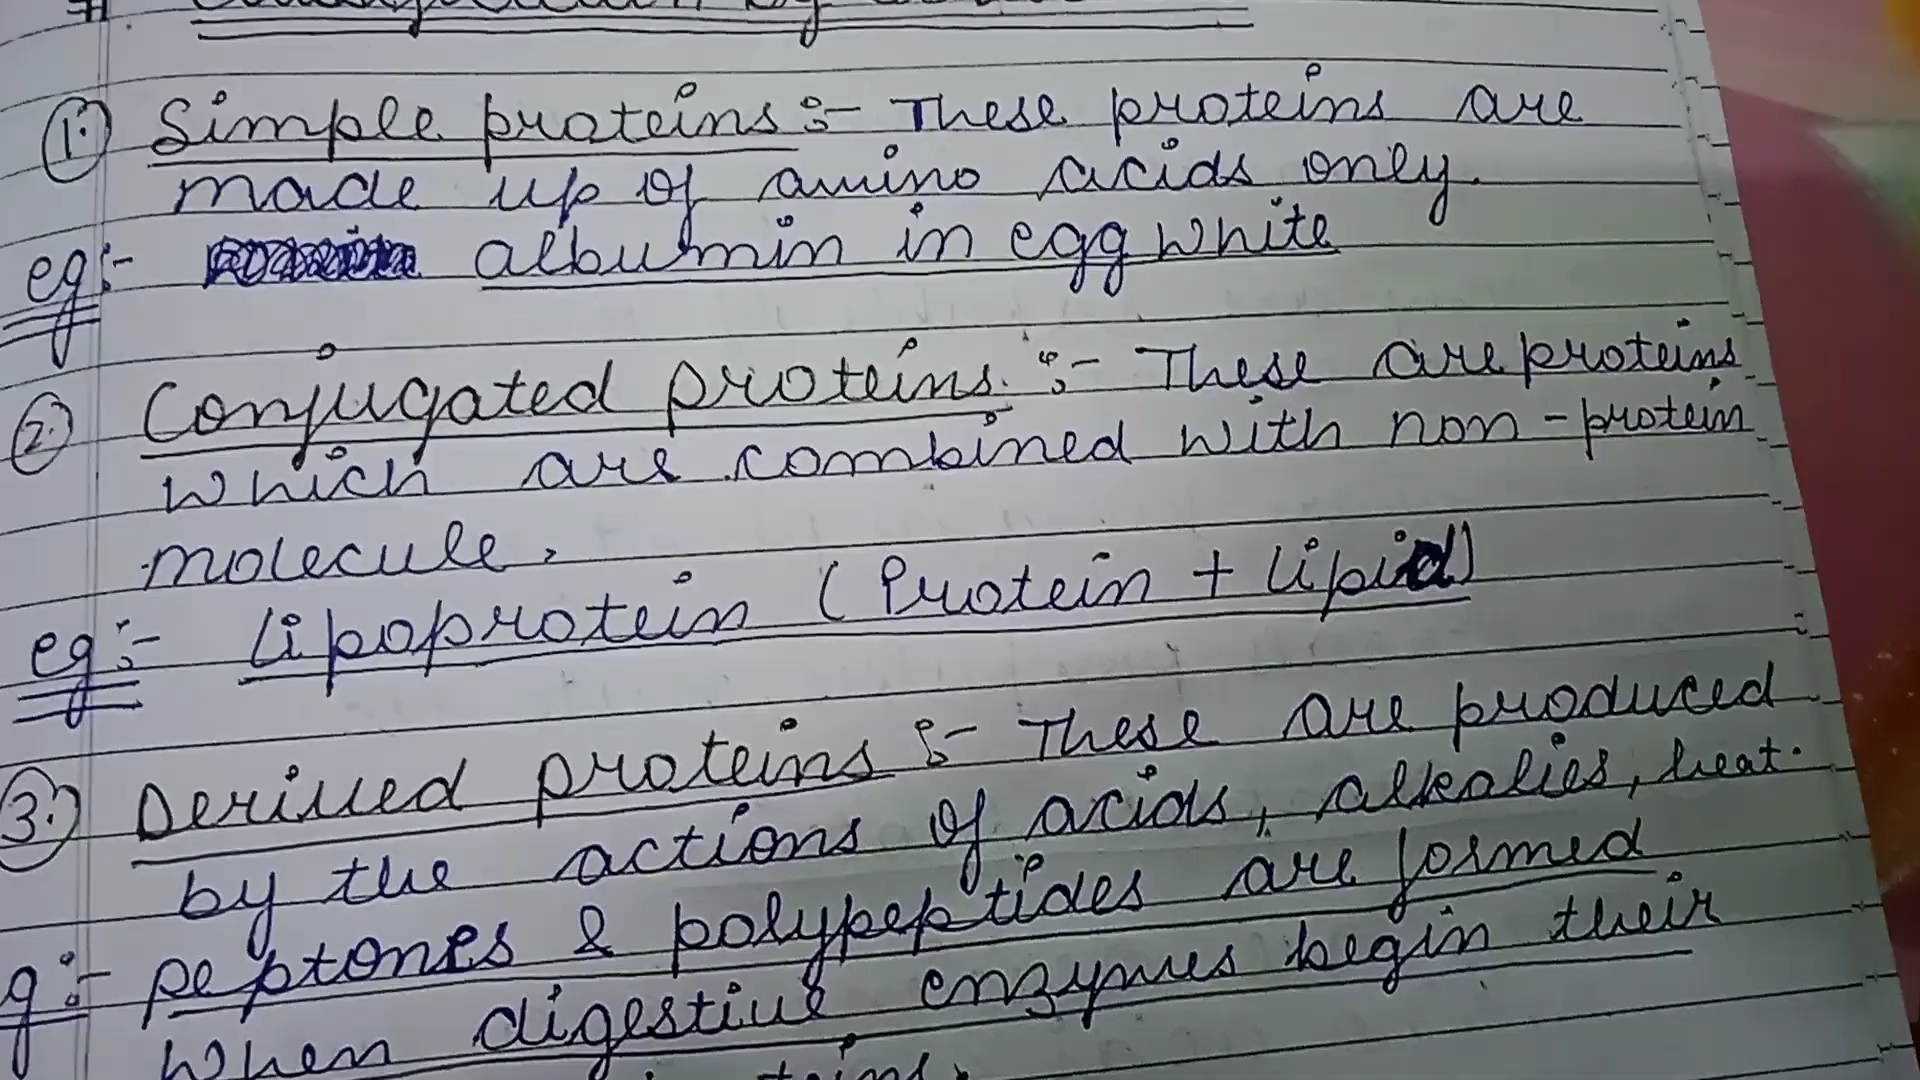 ① Simple proteins :- These proteins are
made up of amino acids only.
eg:- albumin in egg white
② Conjugated proteins. :- These are proteins
which are combined with non-protein
molecule.
eg:- Lipoprotein (Protein + Lipid)
③ Derived proteins :- These are produced
by the actions of acids, alkalies, heat.
g:- peptones & polypeptides are formed
when digestive enzymes begin their